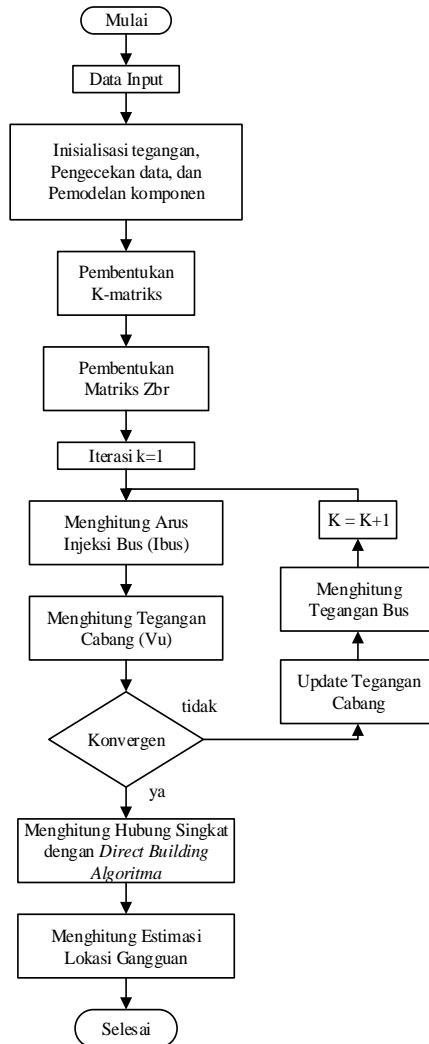 Mulai
Data Input
Inisialisasi tegangan,
Pengecekan data, dan
Pemodelan komponen
Pembentukan
K-matriks
Pembentukan
Matriks Zbr
Iterasi k=1
Menghitung Arus
Injeksi Bus (Ibus)
Menghitung Tegangan
Cabang (Vu)
Konvergen
tidak
Update Tegangan
Cabang
Menghitung
Tegangan Bus
K = K+1
ya
Menghitung Hubung Singkat
dengan Direct Building
Algoritma
Menghitung Estimasi
Lokasi Gangguan
Selesai